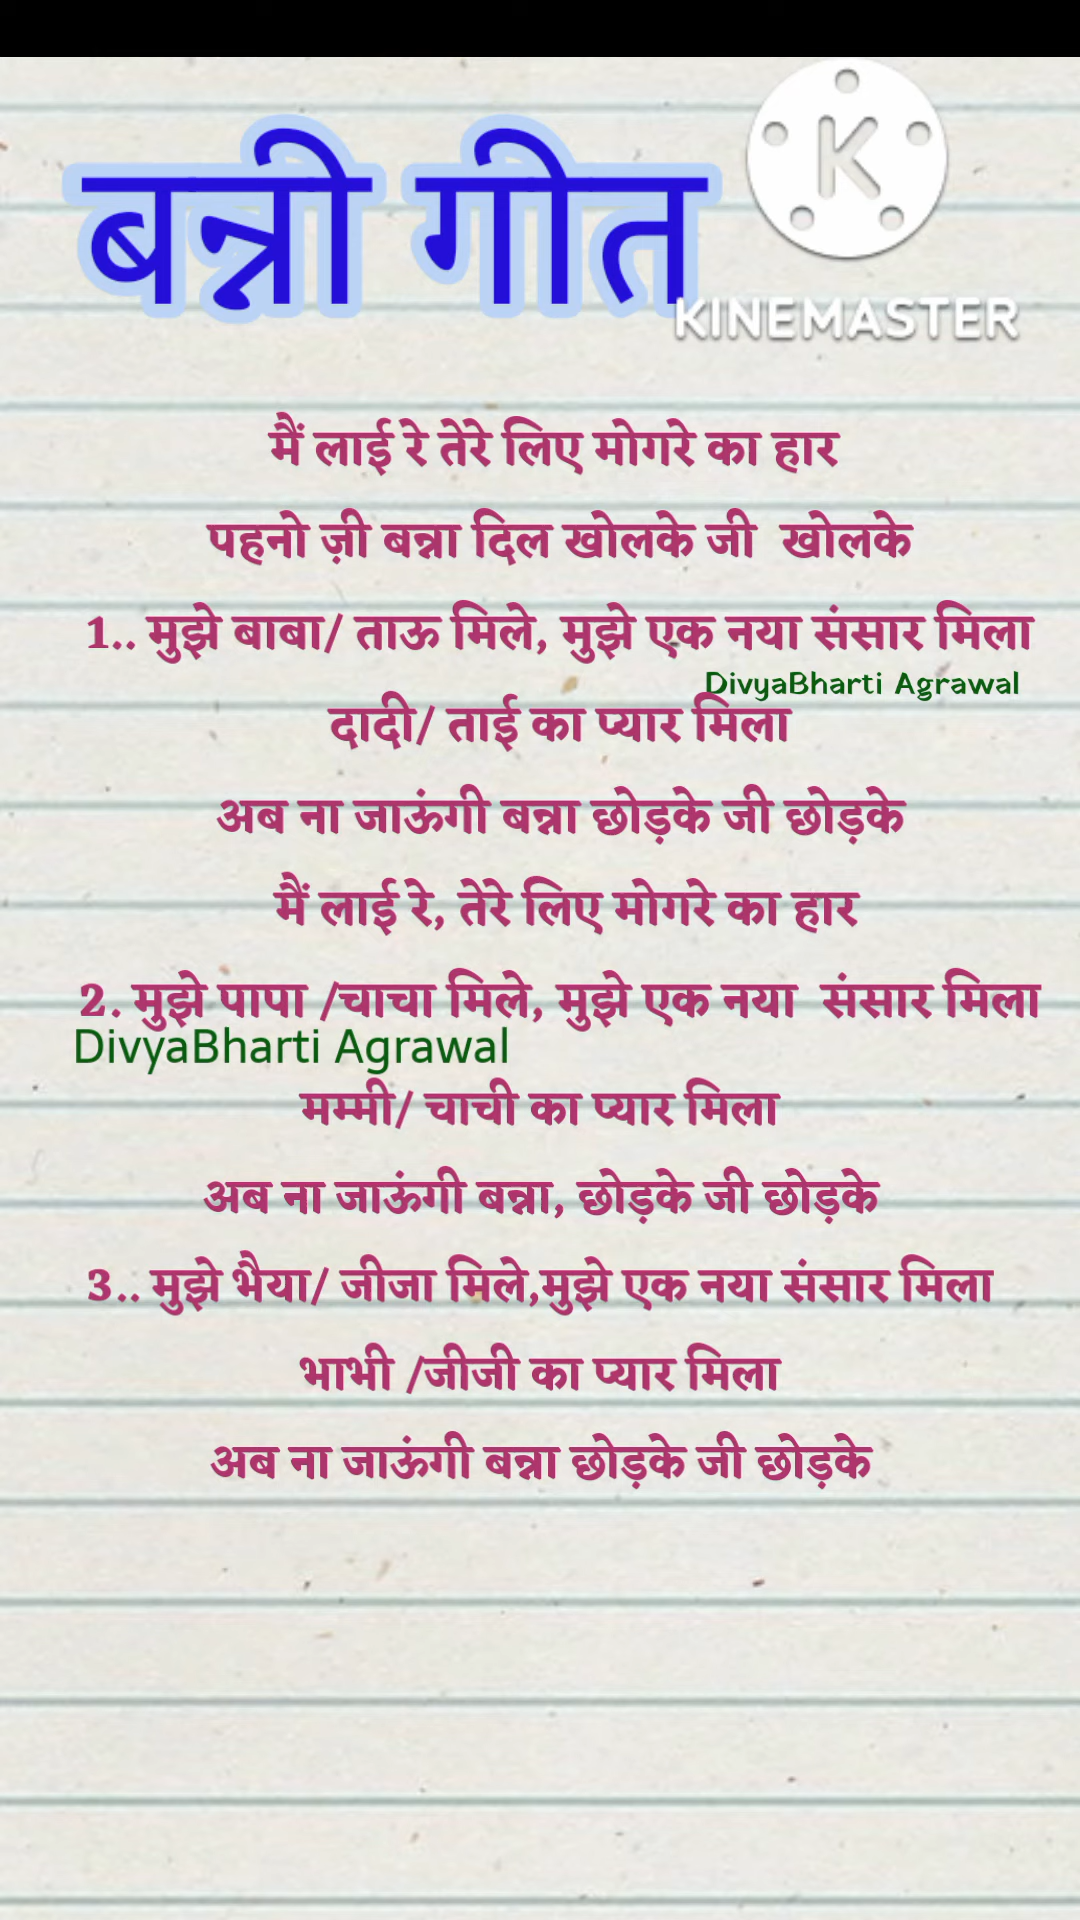 बन्नी गीत
K
KINEMASTER
मैं लाई रे तेरे लिए मोगरे का हार
पहनो ज़ी बन्ना दिल खोलके जी खोलके
1.. मुझे बाबा/ ताऊ मिले, मुझे एक नया संसार मिला
DivyaBharti Agrawal
दादी/ ताई का प्यार मिला
अब ना जाऊंगी बन्ना छोड़के जी छोड़के
मैं लाई रे, तेरे लिए मोगरे का हार
2. मुझे पापा /चाचा मिले, मुझे एक नया संसार मिला
DivyaBharti Agrawal
मम्मी/ चाची का प्यार मिला
अब ना जाऊंगी बन्ना, छोड़के जी छोड़के
3.. मुझे भैया/ जीजा मिले,मुझे एक नया संसार मिला
भाभी /जीजी का प्यार मिला
अब ना जाऊंगी बन्ना छोड़के जी छोड़के